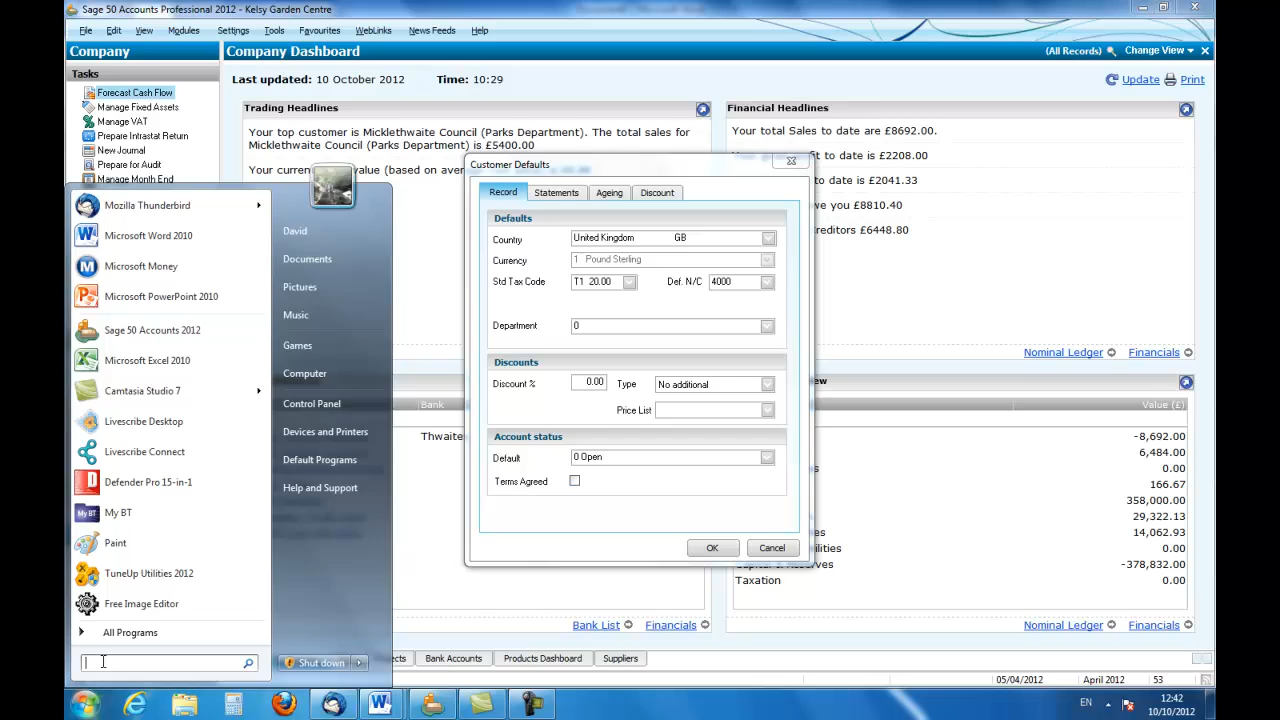 Sage 50 Accounts Professional 2012 - Kelsy Garden Centre
File Edit View Modules Settings Tools Favourites WebLinks News Feeds Help
Company
Company Dashboard
(All Records) Change View
Tasks
Forecast Cash Flow
Manage Fixed Assets
Manage VAT
Prepare Intrastat Return
New Journal
Prepare for Audit
Manage Month End
Last updated: 10 October 2012 Time: 10:29
Update Print
Trading Headlines
Your top customer is Micklethwaite Council (Parks Department). The total sales for
Micklethwaite Council (Parks Department) is £5400.00
Your curren value (based on average
Financial Headlines
Your total Sales to date are £8692.00.
fit to date is £2208.00
is £2041.33
owe you £8810.40
reditors £6448.80
Nominal Ledger Financials
Mozilla Thunderbird
Microsoft Word 2010
Microsoft Money
Microsoft PowerPoint 2010
Sage 50 Accounts 2012
Microsoft Excel 2010
Camtasia Studio 7
Livescribe Desktop
Livescribe Connect
Defender Pro 15-in-1
My BT
Paint
TuneUp Utilities 2012
Free Image Editor
All Programs
David
Documents
Pictures
Music
Games
Computer
Control Panel
Devices and Printers
Default Programs
Help and Support
Shut down
Customer Defaults
Record Statements Ageing Discount
Defaults
Country United Kingdom GB
Currency 1 Pound Sterling
Std Tax Code T1 20.00 Def. N/C 4000
Department 0
Discounts
Discount % 0.00 Type No additional
Price List
Account status
Default 0 Open
Terms Agreed
OK Cancel
Bank
Thwaite
Bank List Financials
ew
Value (£)
-8,692.00
6,484.00
0.00
166.67
358,000.00
29,322.13
14,062.93
ilities 0.00
-378,832.00
Taxation 0.00
Nominal Ledger Financials
ects Bank Accounts Products Dashboard Suppliers
05/04/2012 April 2012 53
EN 12:42
10/10/2012